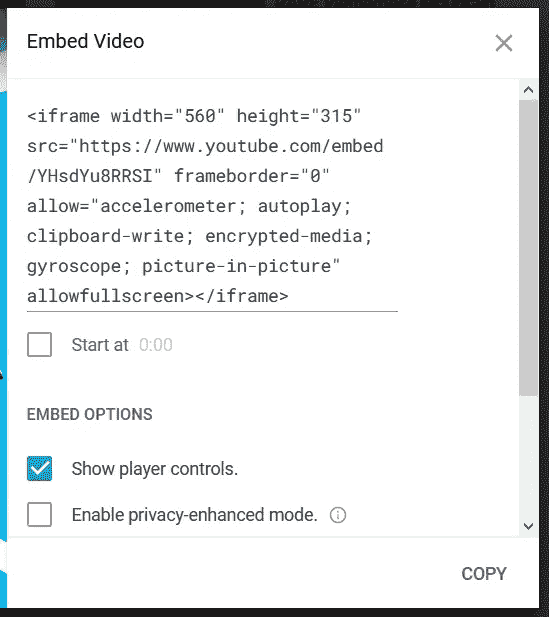 Embed Video
<iframe width="560" height="315"
src="https://www.youtube.com/embed
/YHsdYu8RRSI" frameborder="0"
allow="accelerometer; autoplay;
clipboard-write; encrypted-media;
gyroscope; picture-in-picture"
allowfullscreen></iframe>
Start at 0:00
EMBED OPTIONS
Show player controls.
Enable privacy-enhanced mode.
COPY